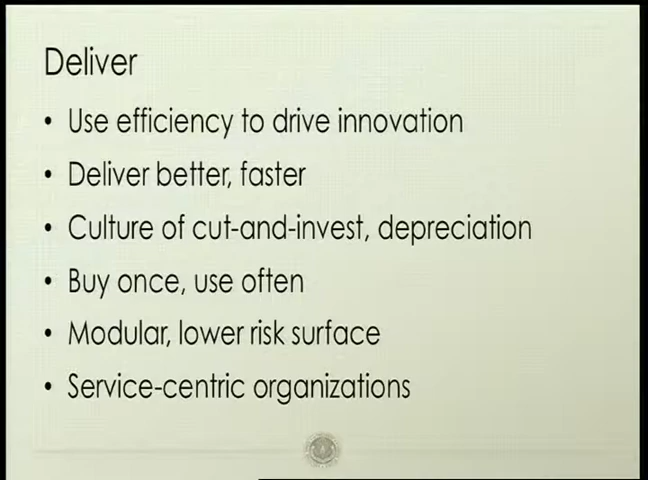 Deliver
• Use efficiency to drive innovation
• Deliver better, faster
• Culture of cut-and-invest, depreciation
• Buy once, use often
• Modular, lower risk surface
• Service-centric organizations